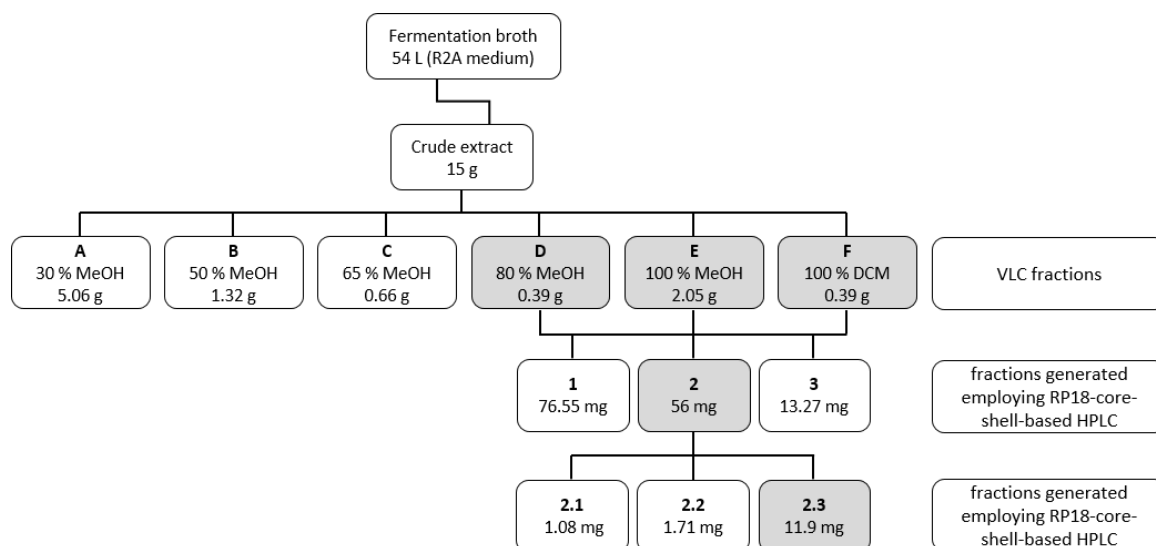 Fermentation broth
54 L (R2A medium)
Crude extract
15 g
A
30 % MeOH
5.06 g
B
50 % MeOH
1.32 g
C
65 % MeOH
0.66 g
D
80 % MeOH
0.39 g
E
100 % MeOH
2.05 g
F
100 % DCM
0.39 g
VLC fractions
1
76.55 mg
2
56 mg
3
13.27 mg
fractions generated
employing RP18-core-
shell-based HPLC
2.1
1.08 mg
2.2
1.71 mg
2.3
11.9 mg
fractions generated
employing RP18-core-
shell-based HPLC